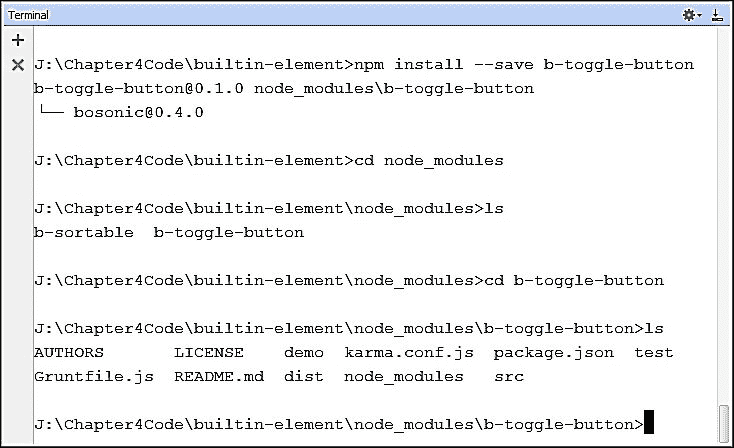 Terminal
J:\Chapter4Code\builtin-element>npm install --save b-toggle-button
b-toggle-button@0.1.0 node_modules\b-toggle-button
└── bosonic@0.4.0
J:\Chapter4Code\builtin-element>cd node_modules
J:\Chapter4Code\builtin-element\node_modules>ls
b-sortable  b-toggle-button
J:\Chapter4Code\builtin-element\node_modules>cd b-toggle-button
J:\Chapter4Code\builtin-element\node_modules\b-toggle-button>ls
AUTHORS       LICENSE    demo  karma.conf.js  package.json  test
Gruntfile.js  README.md  dist  node_modules   src
J:\Chapter4Code\builtin-element\node_modules\b-toggle-button>